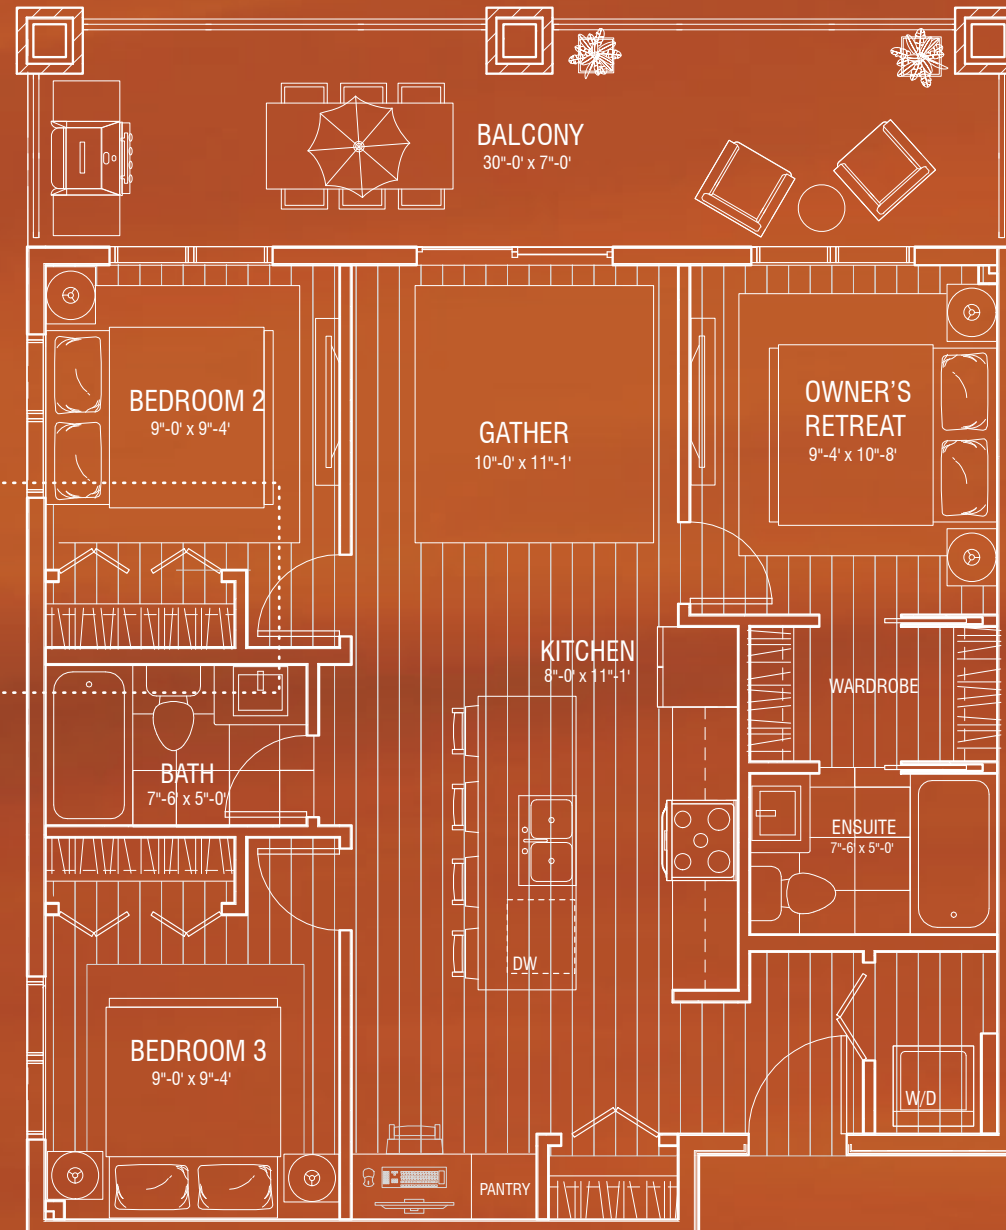 BALCONY
30"-0' x 7"-0'
BEDROOM 2
9"-0' x 9"-4'
GATHER
10"-0' x 11"-1'
OWNER'S
RETREAT
9"-4' x 10"-8'
KITCHEN
8"-0' x 11"-1'
WARDROBE
BATH
7"-6' x 5"-0'
ENSUITE
7"-6' x 5"-0'
DW
BEDROOM 3
9"-0' x 9"-4'
W/D
PANTRY